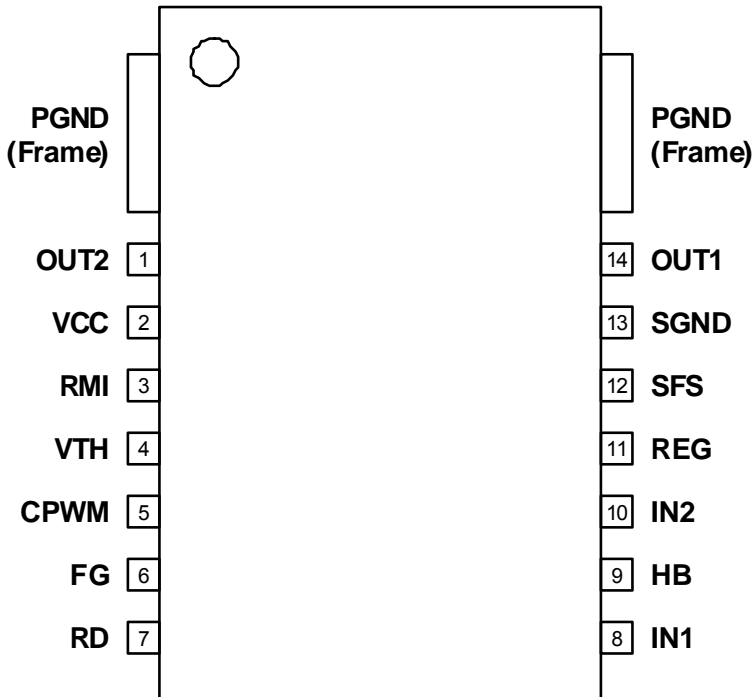 PGND
(Frame)
PGND
(Frame)
OUT2 1
14 OUT1
VCC 2
13 SGND
RMI 3
12 SFS
VTH 4
11 REG
CPWM 5
10 IN2
FG 6
9 HB
RD 7
8 IN1